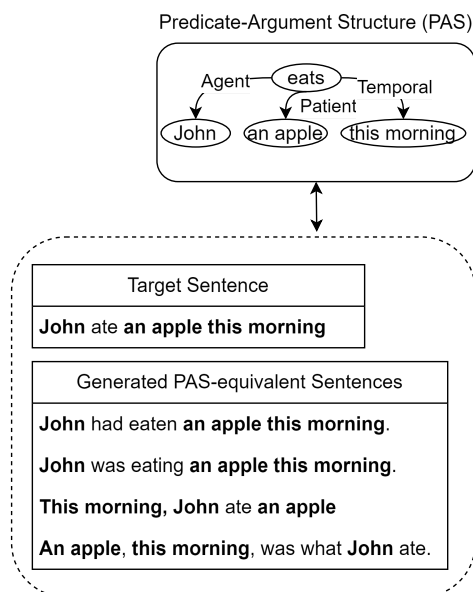 Predicate-Argument Structure (PAS)
eats
Agent
Temporal
Patient
John
an apple
this morning
Target Sentence
John ate an apple this morning
Generated PAS-equivalent Sentences
John had eaten an apple this morning.
John was eating an apple this morning.
This morning, John ate an apple
An apple, this morning, was what John ate.